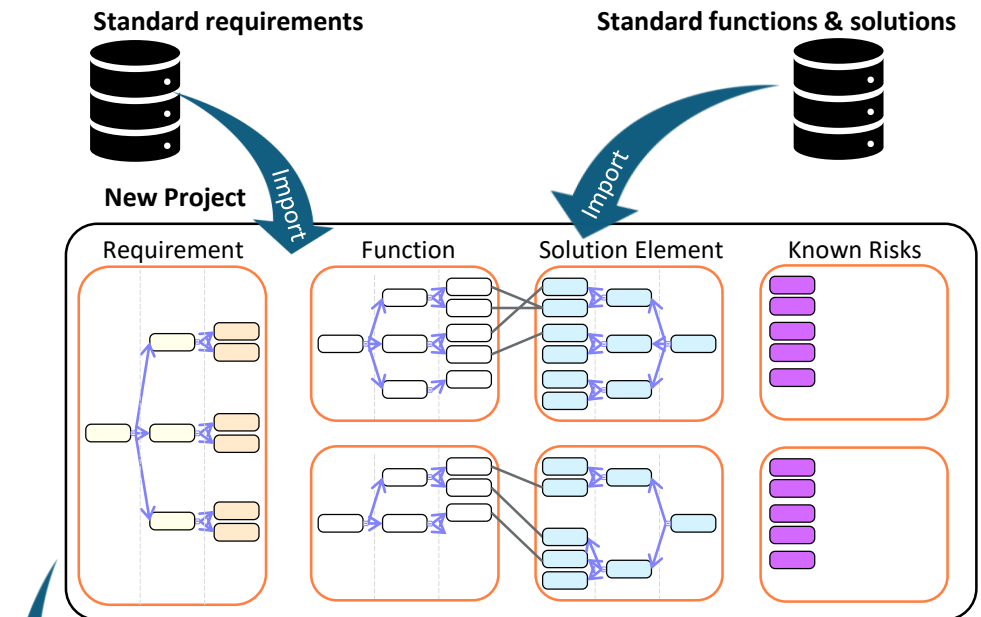 Standard requirements
Standard functions & solutions
Import
Import
New Project
Requirement
Function
Solution Element
Known Risks